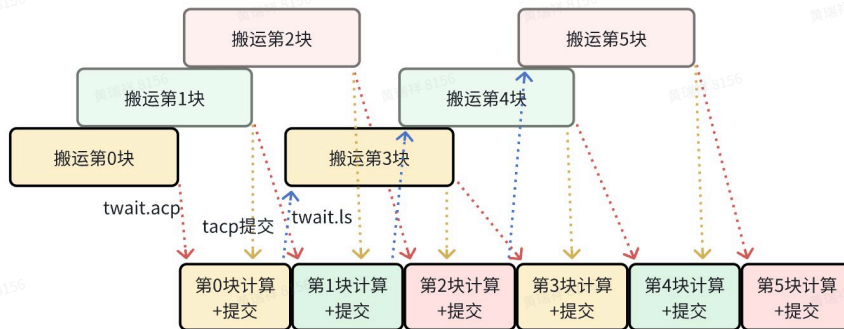 搬运第2块
搬运第5块
搬运第1块
搬运第4块
搬运第0块
搬运第3块
twait.acp
tacp提交
twait.ls
第0块计算
+提交
第1块计算
+提交
第2块计算
+提交
第3块计算
+提交
第4块计算
+提交
第5块计算
+提交